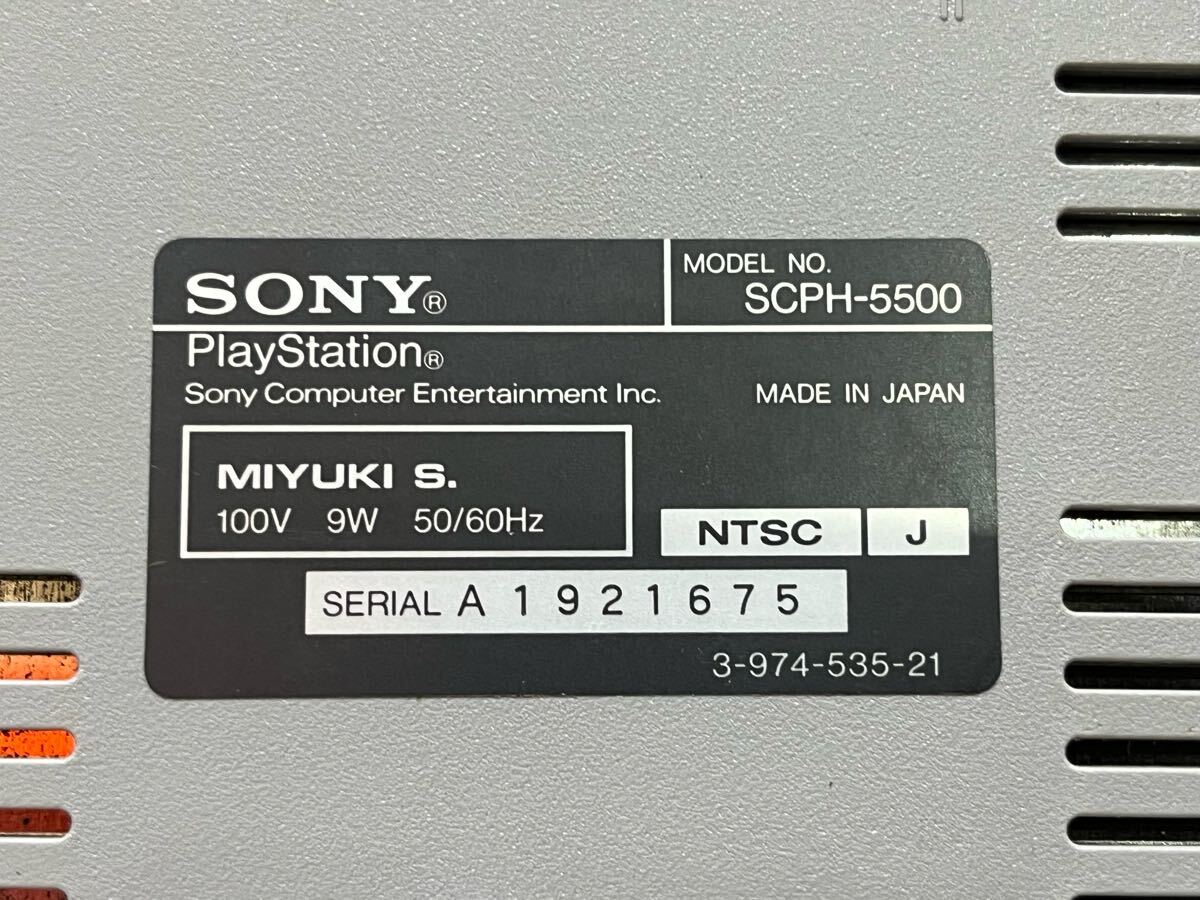 SONY®
MODEL NO.
SCPH-5500
PlayStation®
Sony Computer Entertainment Inc.
MADE IN JAPAN
MIYUKI S.
100V 9W 50/60Hz
NTSC J
SERIAL A 1921675
3-974-535-21